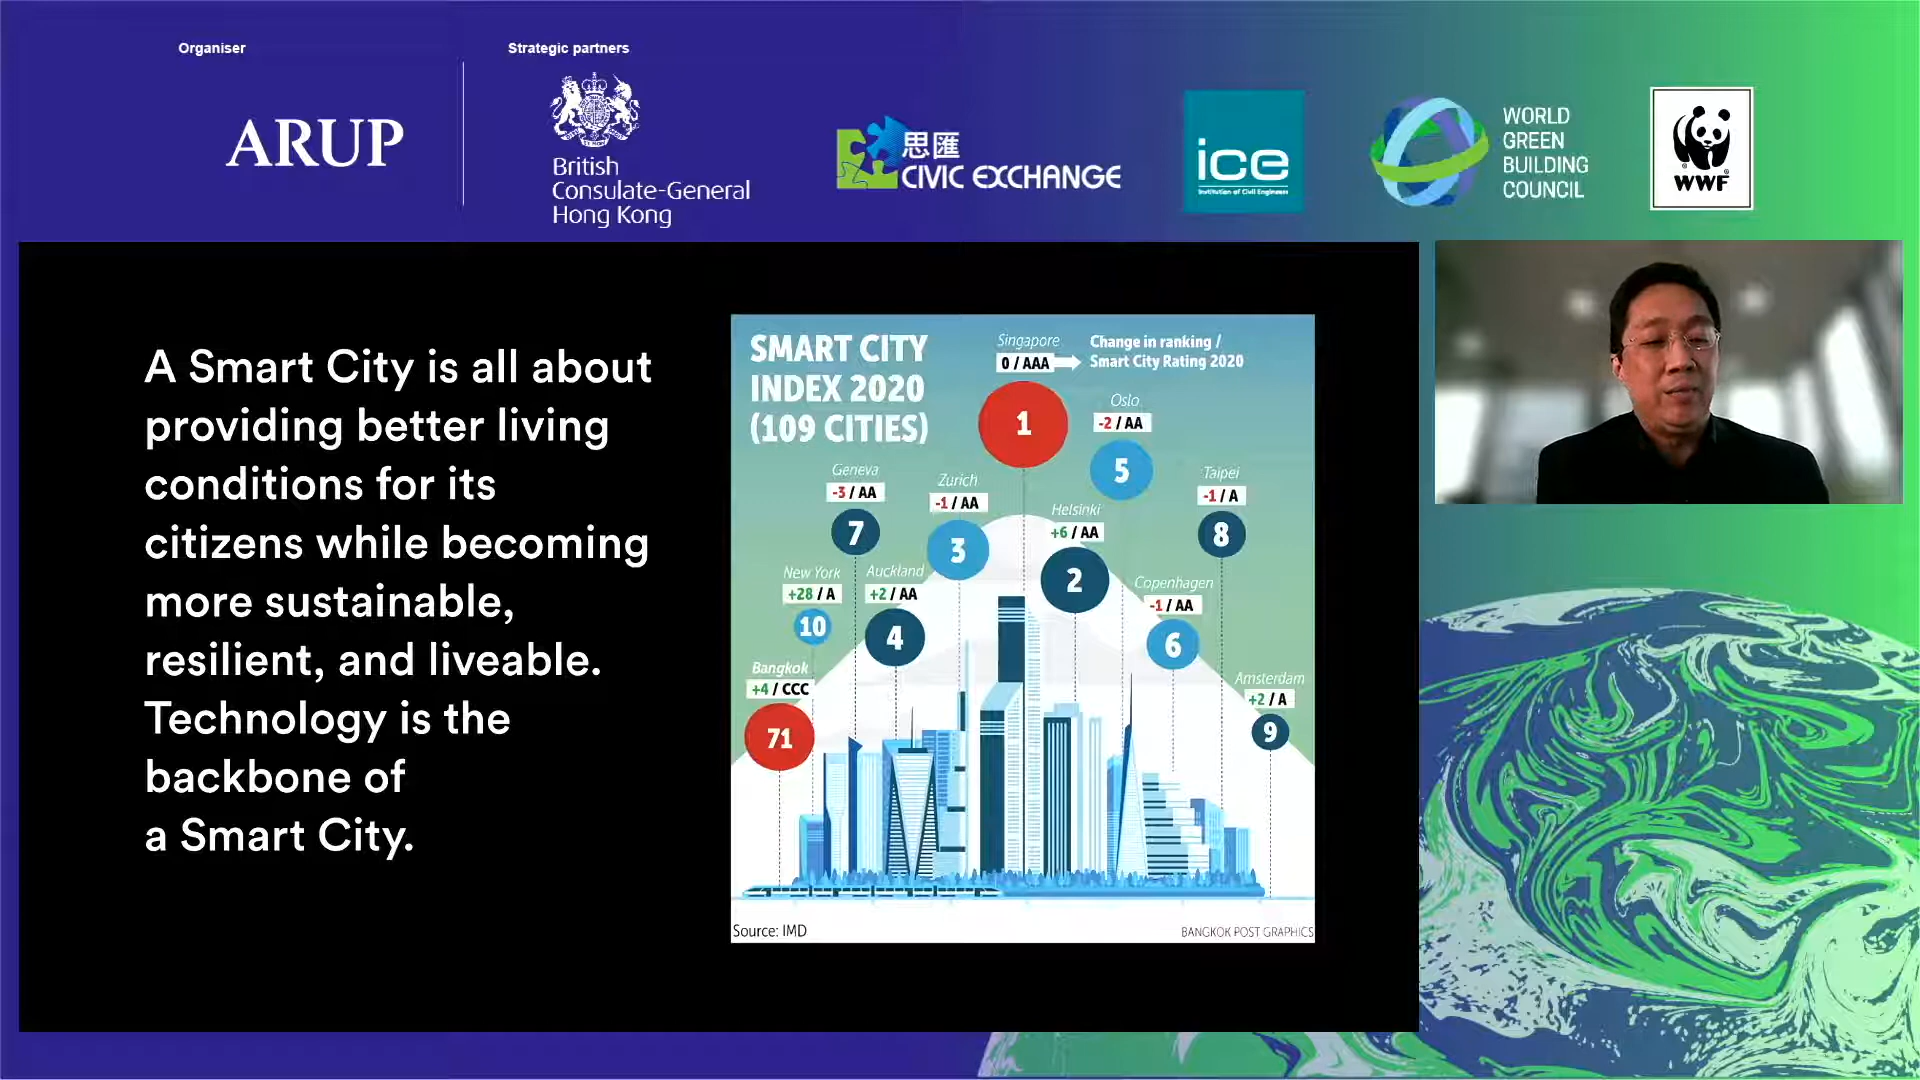 Organiser
Strategic partners
ARUP
British
Consulate-General
Hong Kong
思匯
CIVIC EXCHANGE
ice
Institution of Civil Engineers
WORLD
GREEN
BUILDING
COUNCIL
WWF
A Smart City is all about
providing better living
conditions for its
citizens while becoming
more sustainable,
resilient, and liveable.
Technology is the
backbone of
a Smart City.
SMART CITY
INDEX 2020
(109 CITIES)
Singapore
0 / AAA
1
Change in ranking /
Smart City Rating 2020
Oslo
-2 / AA
5
Geneva
-3 / AA
7
Zurich
-1 / AA
3
Taipei
-1 / A
8
Helsinki
+6 / AA
2
New York
+28 / A
10
Auckland
+2 / AA
4
Copenhagen
-1 / AA
6
Bangkok
+4 / CCC
71
Amsterdam
+2 / A
9
Source: IMD
BANGKOK POST GRAPHICS